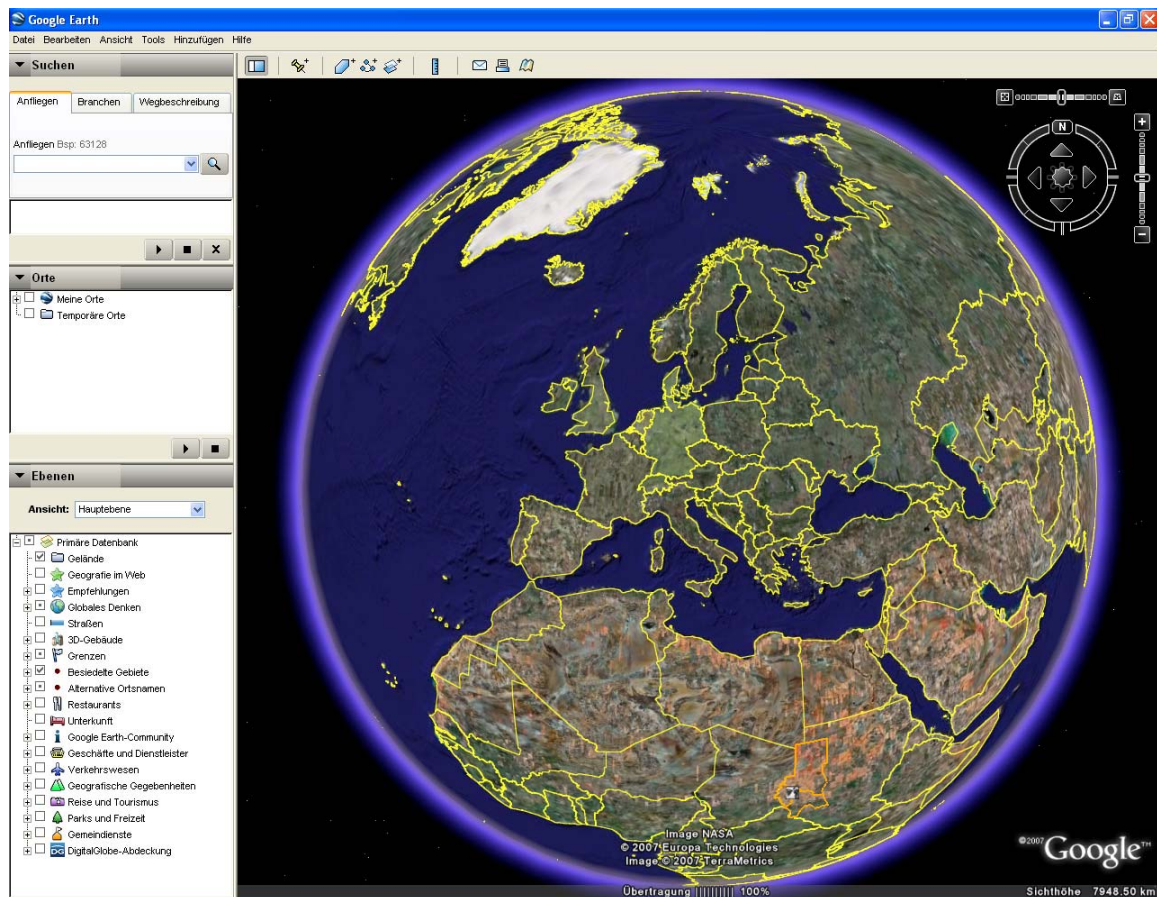 Google Earth
Datei Bearbeiten Ansicht Tools Hinzufügen Hilfe
Suchen
Anfliegen Branchen Wegbeschreibung
Anfliegen Bsp: 63128
Orte
Meine Orte
Temporäre Orte
Ebenen
Ansicht: Hauptebene
Primäre Datenbank
Gelände
Geografie im Web
Empfehlungen
Globales Denken
Straßen
3D-Gebäude
Grenzen
Besiedelte Gebiete
Alternative Ortsnamen
Restaurants
Unterkunft
Google Earth-Community
Geschäfte und Dienstleister
Verkehrswesen
Geografische Gegebenheiten
Reise und Tourismus
Parks und Freizeit
Gemeindienste
DG DigitalGlobe-Abdeckung
N
Image NASA
© 2007 Europa Technologies
Image © 2007 TerraMetrics
©2007 Google™
Übertragung 100%
Sichthöhe 7948.50 km